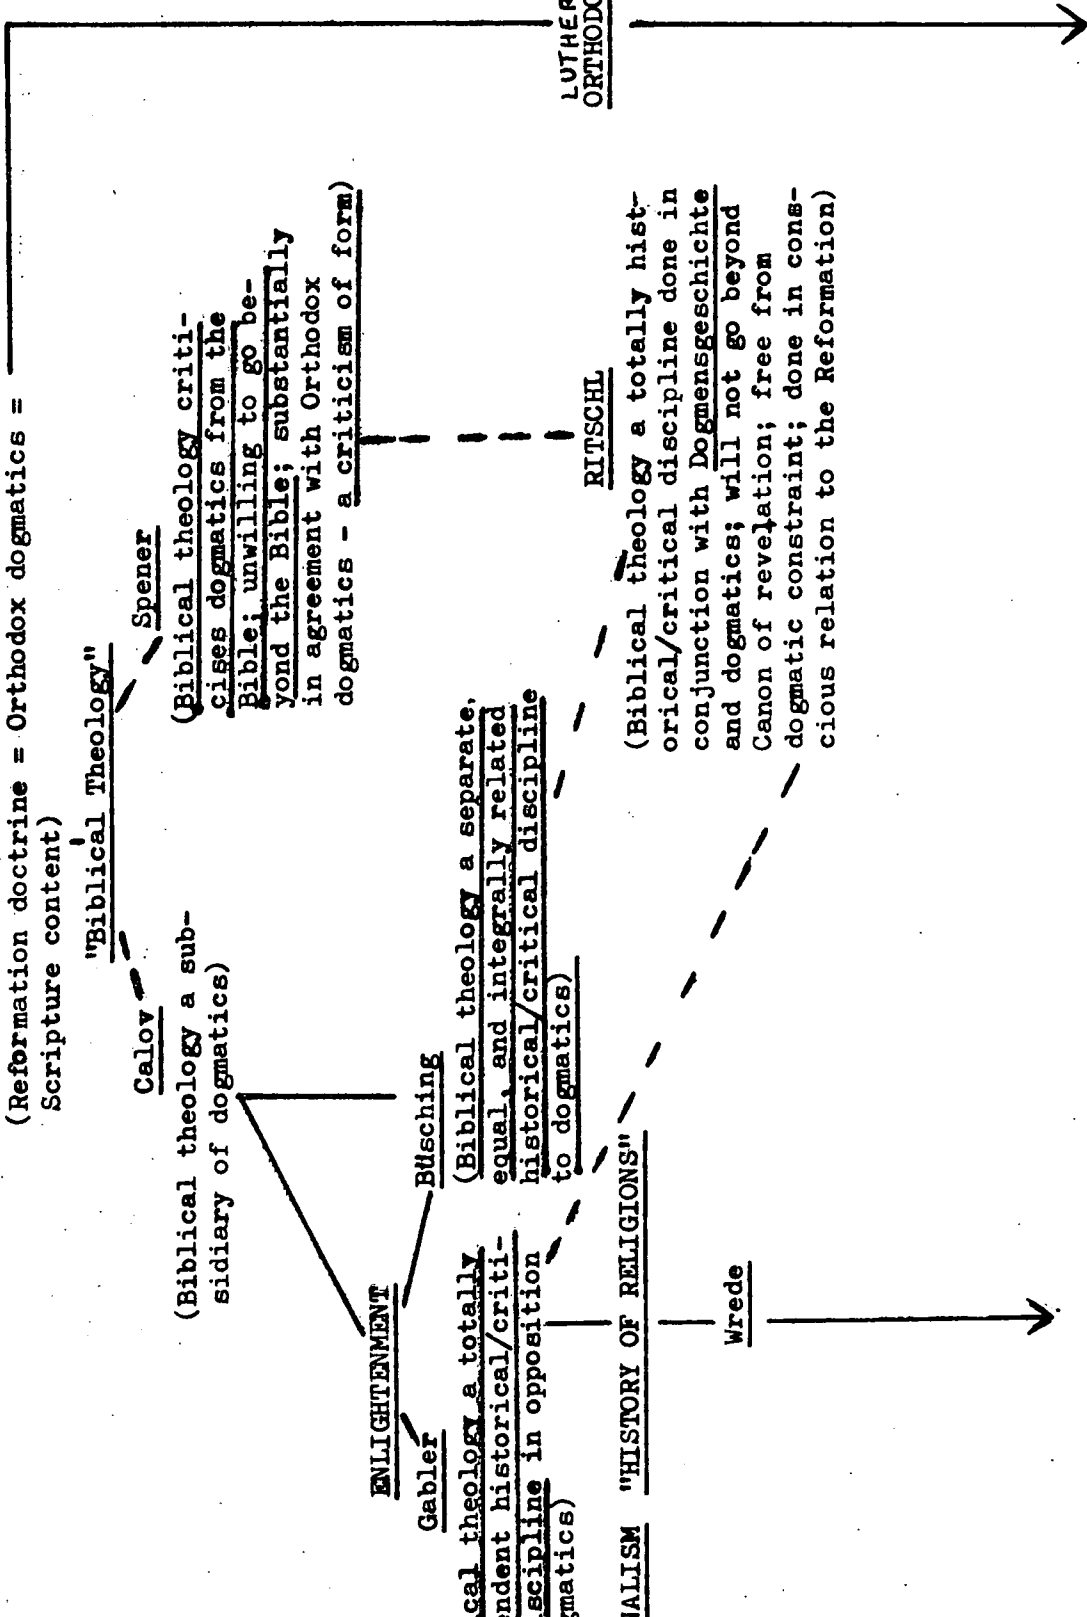 (Reformation doctrine = Orthodox dogmatics =
Scripture content)
LUTHER
ORTHODO
"Biblical Theology"
Calov
Spener
(Biblical theology a sub-
sidiary of dogmatics)
(Biblical theology criti-
cises dogmatics from the
Bible; unwilling to go be-
yond the Bible; substantially
in agreement with Orthodox
dogmatics - a criticism of form)
ENLIGHTENMENT
Gabler
Büsching
cal theology a totally
endent historical/criti-
scipline in opposition
gmatics)
(Biblical theology a separate,
equal, and integrally related
historical/critical discipline
to dogmatics)
RITSCHL
(Biblical theology a totally hist-
orical/critical discipline done in
conjunction with Dogmensgeschichte
and dogmatics; will not go beyond
Canon of revelation; free from
dogmatic constraint; done in cons-
cious relation to the Reformation)
NALISM
"HISTORY OF RELIGIONS"
Wrede